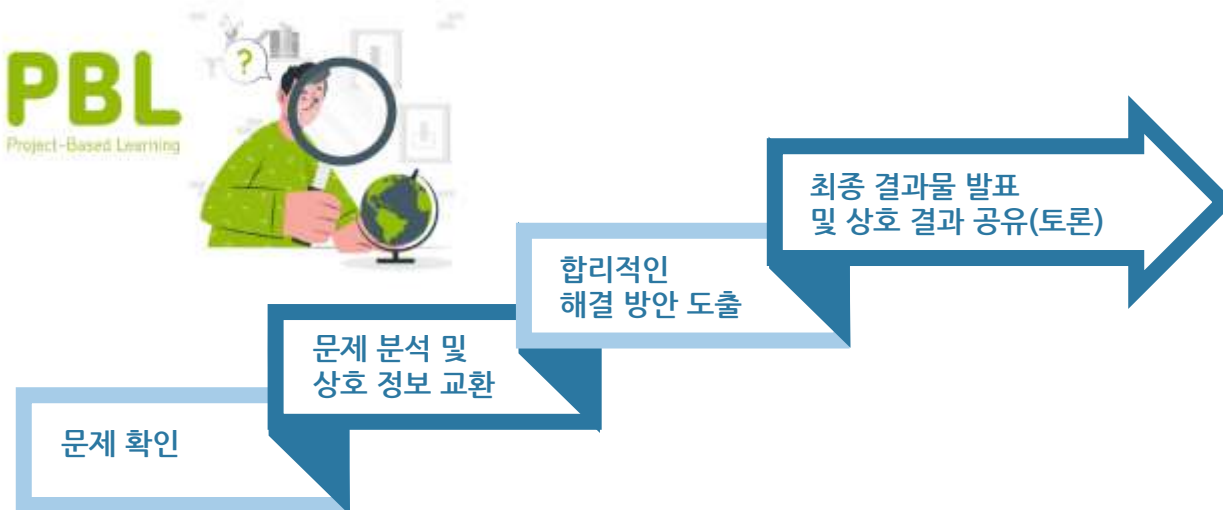 PBL
Project-Based Learning
?
최종 결과물 발표
및 상호 결과 공유(토론)
합리적인
해결 방안 도출
문제 분석 및
상호 정보 교환
문제 확인